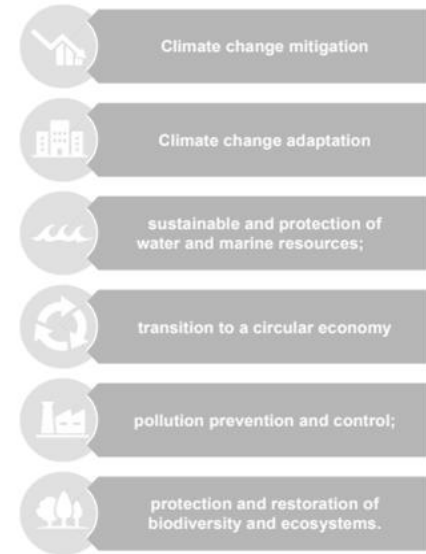 Climate change mitigation
Climate change adaptation
sustainable and protection of
water and marine resources;
transition to a circular economy
pollution prevention and control;
protection and restoration of
biodiversity and ecosystems.